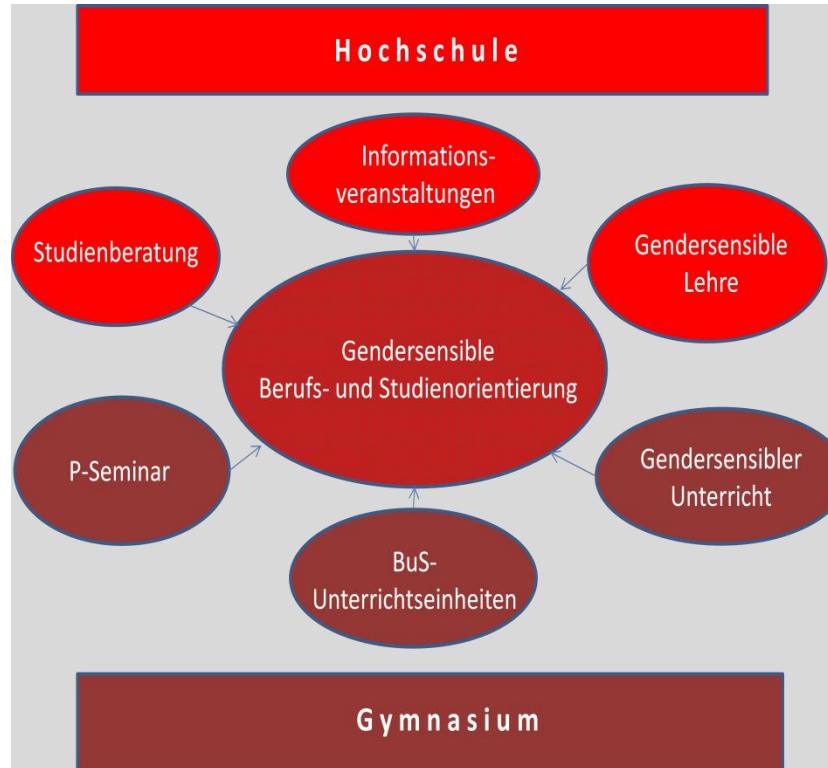 Hochschule
Informations-
veranstaltungen
Studienberatung
Gendersensible
Lehre
Gendersensible
Berufs- und Studienorientierung
P-Seminar
Gendersensibler
Unterricht
BuS-
Unterrichtseinheiten
Gymnasium